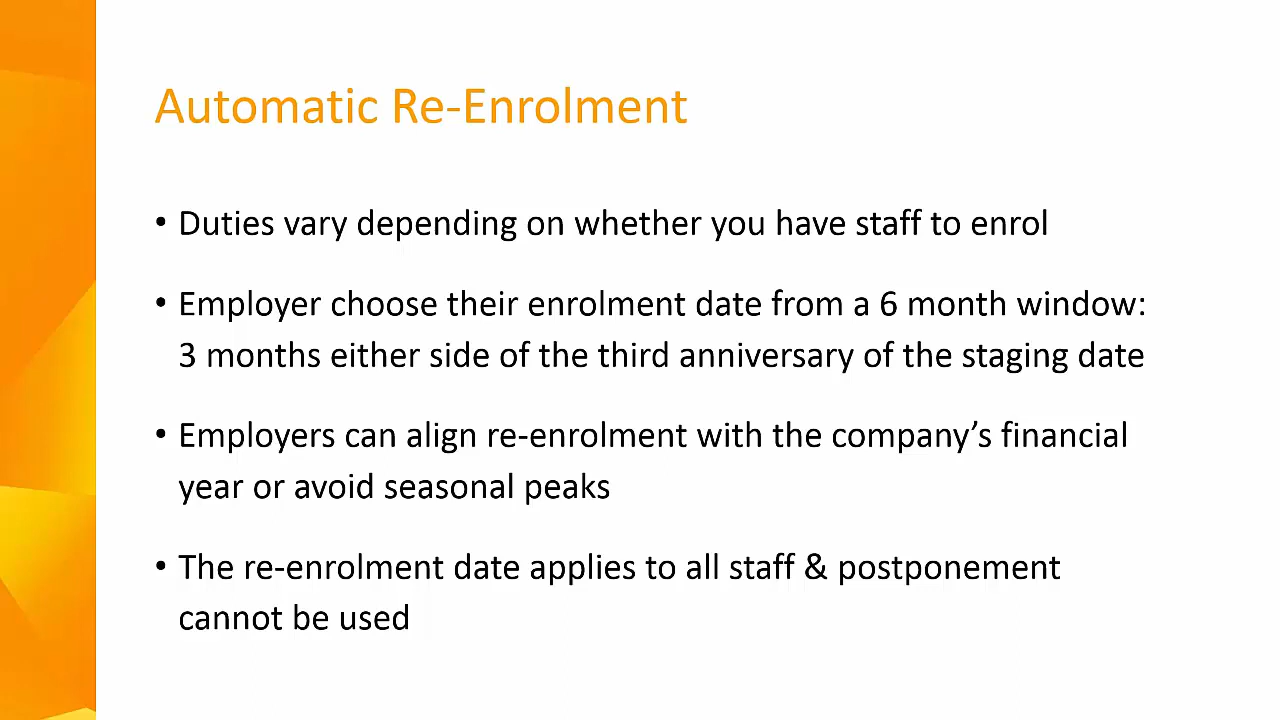 Automatic Re-Enrolment
• Duties vary depending on whether you have staff to enrol
• Employer choose their enrolment date from a 6 month window:
3 months either side of the third anniversary of the staging date
• Employers can align re-enrolment with the company’s financial
year or avoid seasonal peaks
• The re-enrolment date applies to all staff & postponement
cannot be used